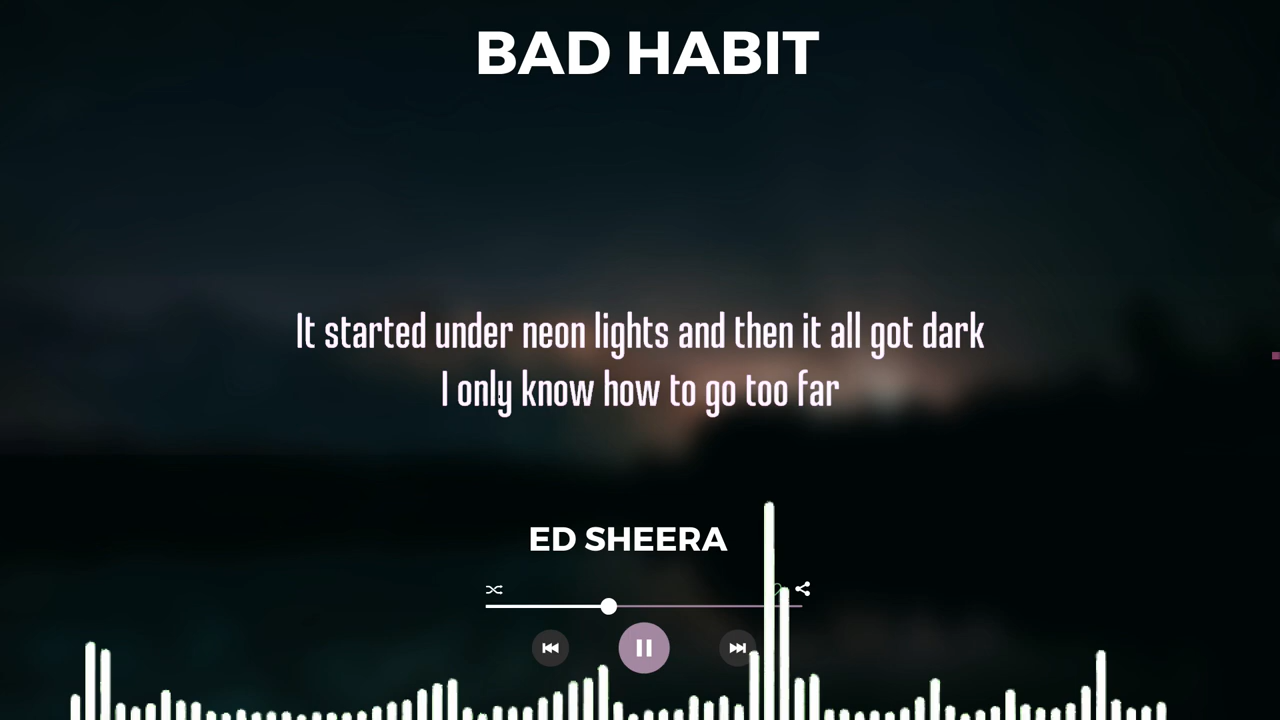 BAD HABIT
It started under neon lights and then it all got dark
I only know how to go too far
ED SHEERA